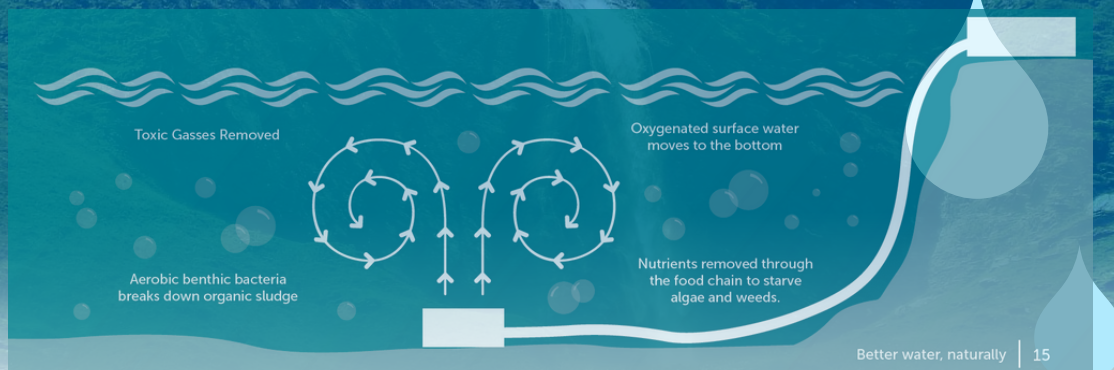 Toxic Gasses Removed
Oxygenated surface water
moves to the bottom
Aerobic benthic bacteria
breaks down organic sludge
Nutrients removed through
the food chain to starve
algae and weeds.
Better water, naturally | 15